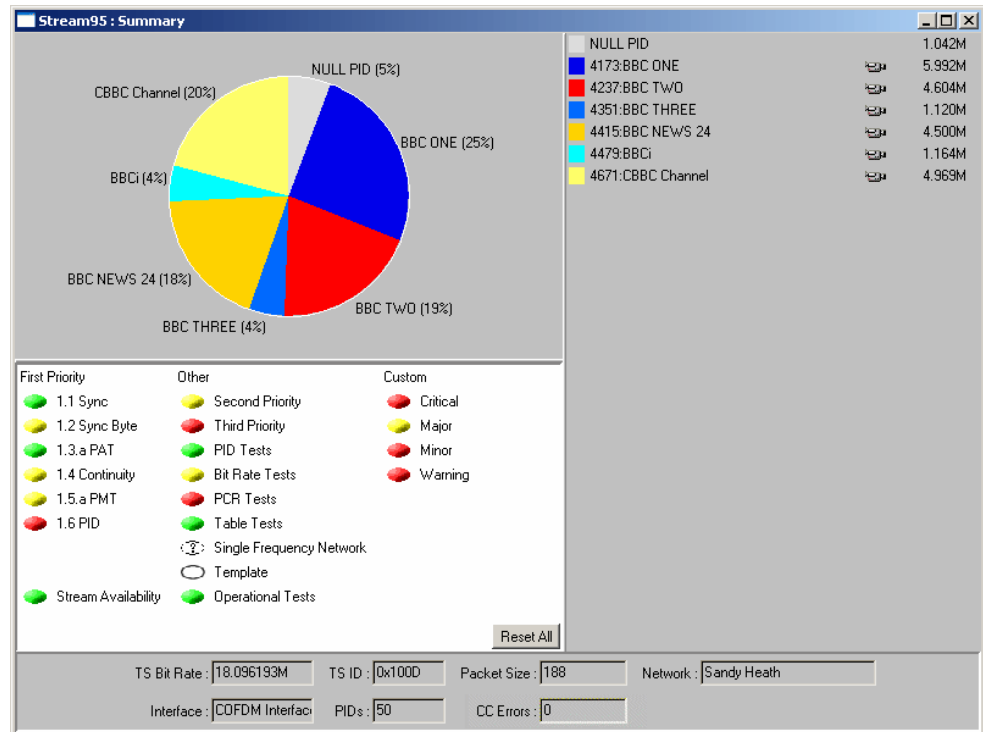 Stream95 : Summary
NULL PID (5%)
CBBC Channel (20%)
BBC ONE (25%)
BBCi (4%)
BBC NEWS 24 (18%)
BBC TWO (19%)
BBC THREE (4%)
NULL PID 1.042M
4173:BBC ONE 5.992M
4237:BBC TWO 4.604M
4351:BBC THREE 1.120M
4415:BBC NEWS 24 4.500M
4479:BBCi 1.164M
4671:CBBC Channel 4.969M
First Priority Other Custom
1.1 Sync Second Priority Critical
1.2 Sync Byte Third Priority Major
1.3.a PAT PID Tests Minor
1.4 Continuity Bit Rate Tests Warning
1.5.a PMT PCR Tests
1.6 PID Table Tests
? Single Frequency Network
Template
Stream Availability Operational Tests
Reset All
TS Bit Rate : 18.096193M TS ID : 0x100D Packet Size : 188 Network : Sandy Heath
Interface : COFDM Interfac PIDs : 50 CC Errors : 0